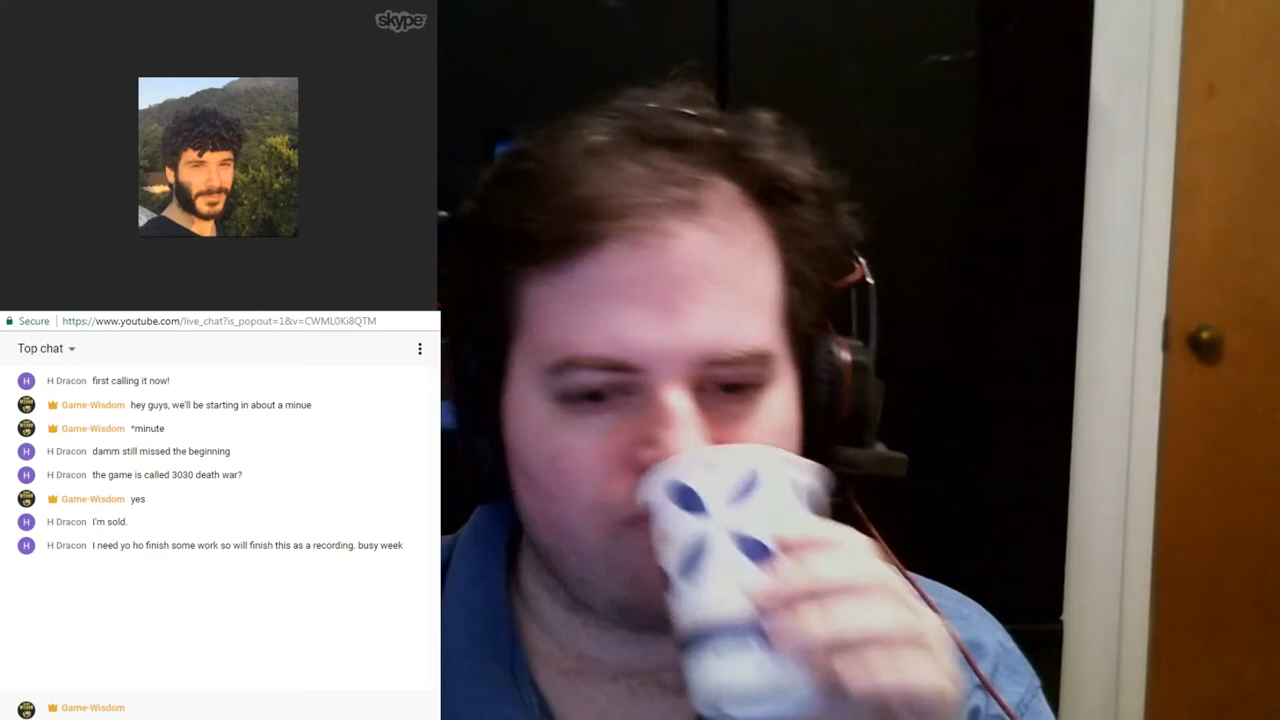 skype
Secure https://www.youtube.com/live_chat?is_popout=1&v=CWML0Ki8QTM
Top chat
H H Dracon first calling it now!
Game-Wisdom hey guys, we'll be starting in about a minue
Game-Wisdom *minute
H H Dracon damm still missed the beginning
H H Dracon the game is called 3030 death war?
Game-Wisdom yes
H H Dracon I'm sold.
H H Dracon I need yo ho finish some work so will finish this as a recording. busy week
Game-Wisdom